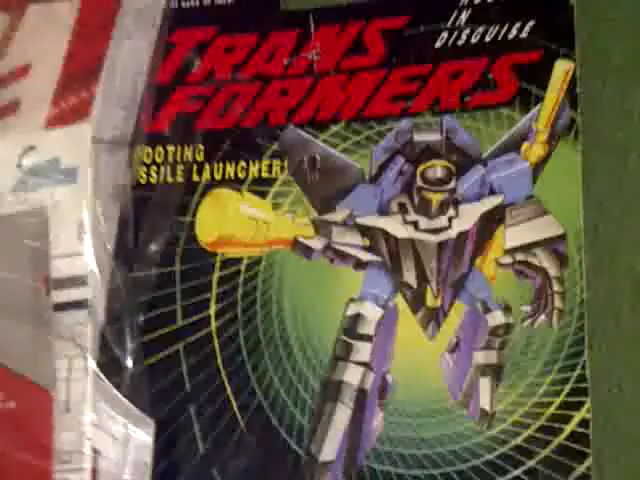 IN
DISGUISE
TRANS
FORMERS
OOTING
SSILE LAUNCHER!